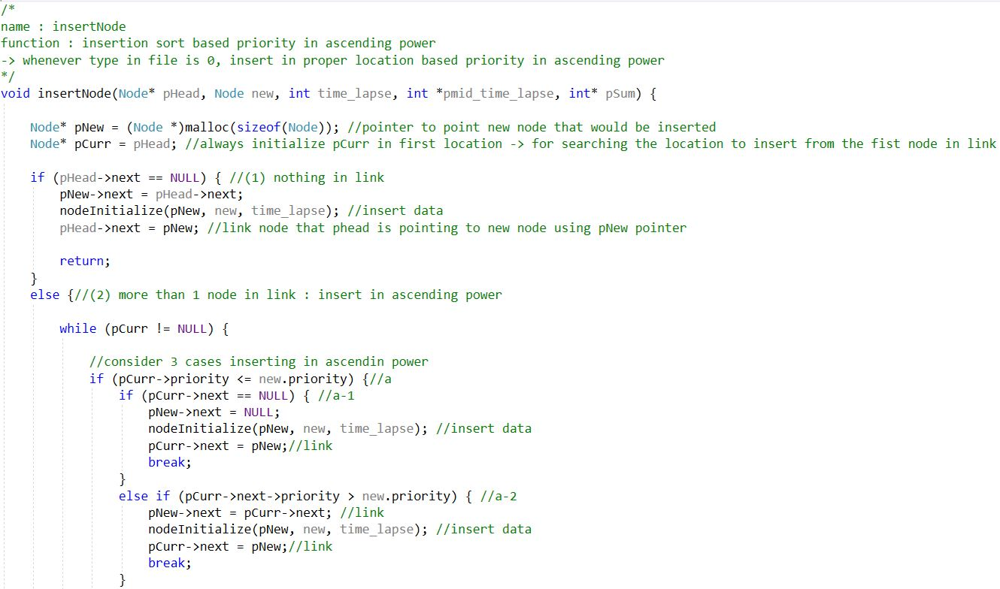 /*
name : insertNode
function : insertion sort based priority in ascending power
-> whenever type in file is 0, insert in proper location based priority in ascending power
*/
void insertNode(Node* pHead, Node new, int time_lapse, int *pmid_time_lapse, int* pSum) {
Node* pNew = (Node *)malloc(sizeof(Node)); //pointer to point new node that would be inserted
Node* pCurr = pHead; //always initialize pCurr in first location -> for searching the location to insert from the fist node in link
if (pHead->next == NULL) { //(1) nothing in link
pNew->next = pHead->next;
nodeInitialize(pNew, new, time_lapse); //insert data
pHead->next = pNew; //link node that phead is pointing to new node using pNew pointer
return;
}
else {//(2) more than 1 node in link : insert in ascending power
while (pCurr != NULL) {
//consider 3 cases inserting in ascendin power
if (pCurr->priority <= new.priority) {//a
if (pCurr->next == NULL) { //a-1
pNew->next = NULL;
nodeInitialize(pNew, new, time_lapse); //insert data
pCurr->next = pNew;//link
break;
}
else if (pCurr->next->priority > new.priority) { //a-2
pNew->next = pCurr->next; //link
nodeInitialize(pNew, new, time_lapse); //insert data
pCurr->next = pNew;//link
break;
}